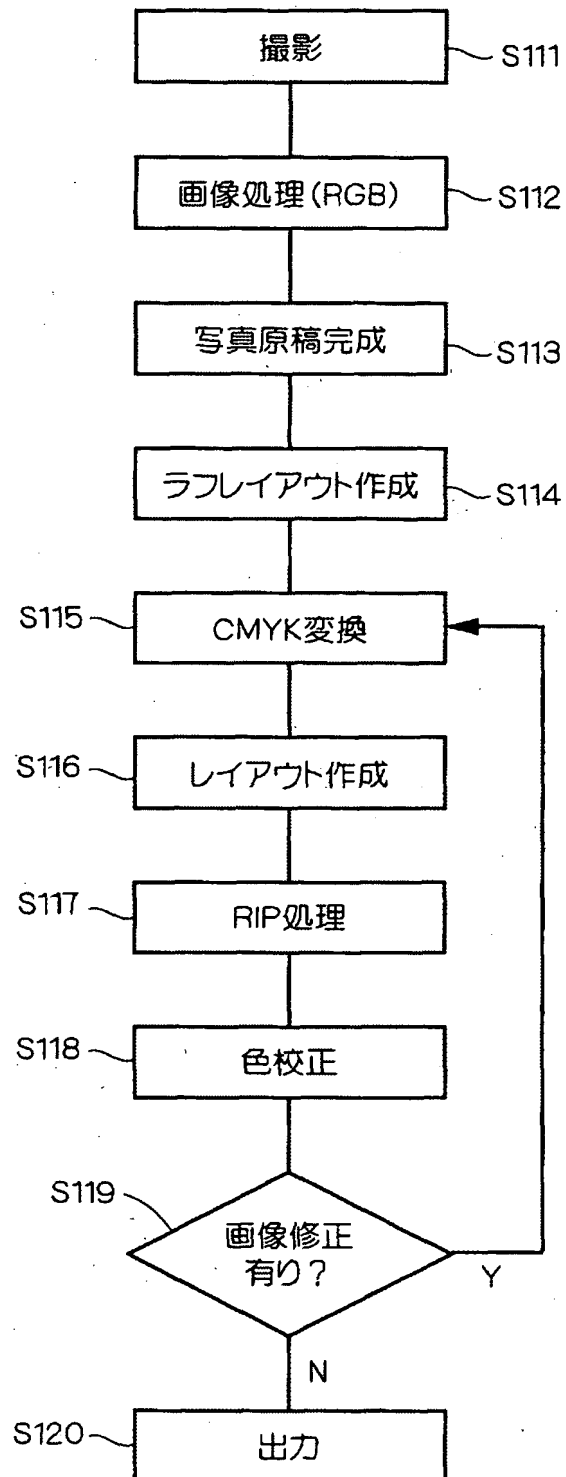 撮影
S111
画像処理(RGB)
S112
写真原稿完成
S113
ラフレイアウト作成
S114
S115
CMYK変換
S116
レイアウト作成
S117
RIP処理
S118
色校正
S119
画像修正
有り?
Y
N
S120
出力